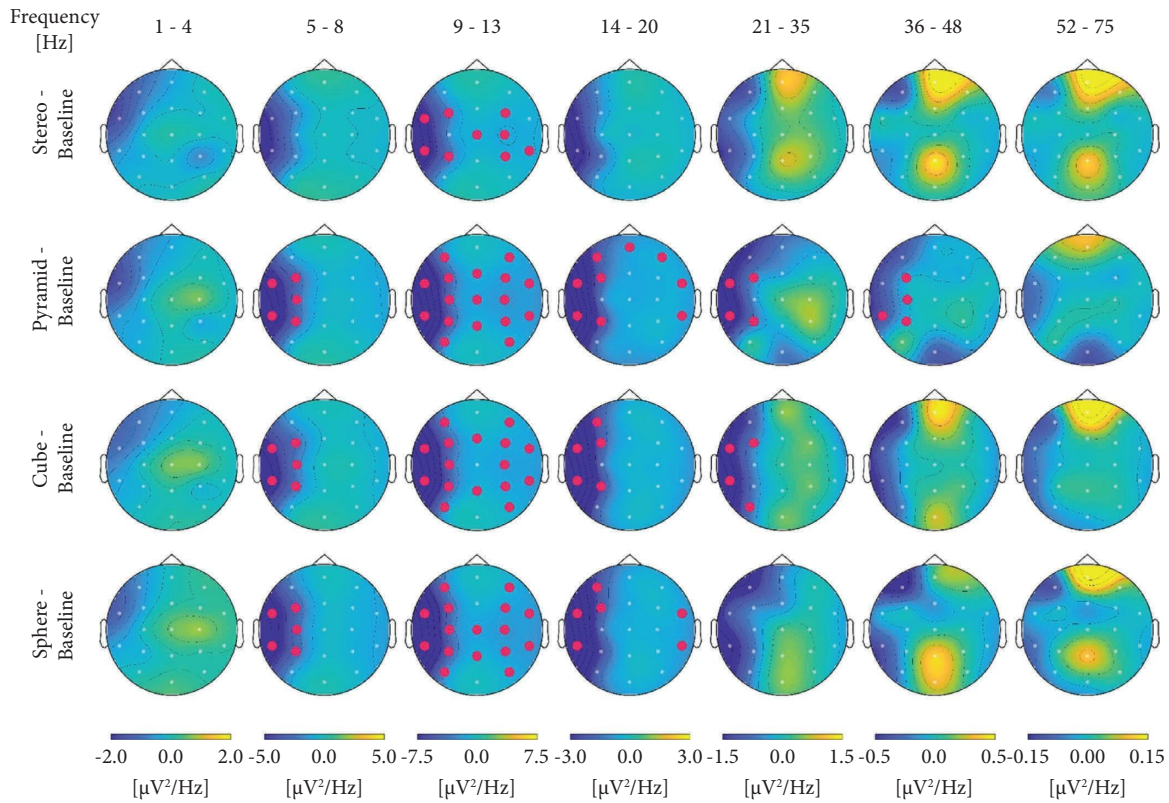 Frequency
[Hz]
1 - 4
5 - 8
9 - 13
14 - 20
21 - 35
36 - 48
52 - 75
Stereo -
Baseline
Pyramid -
Baseline
Cube -
Baseline
Sphere -
Baseline
-2.0 0.0 2.0
-5.0 0.0 5.0
-7.5 0.0 7.5
-3.0 0.0 3.0
-1.5 0.0 1.5
-0.5 0.0 0.5
-0.15 0.00 0.15
[μV²/Hz]
[μV²/Hz]
[μV²/Hz]
[μV²/Hz]
[μV²/Hz]
[μV²/Hz]
[μV²/Hz]